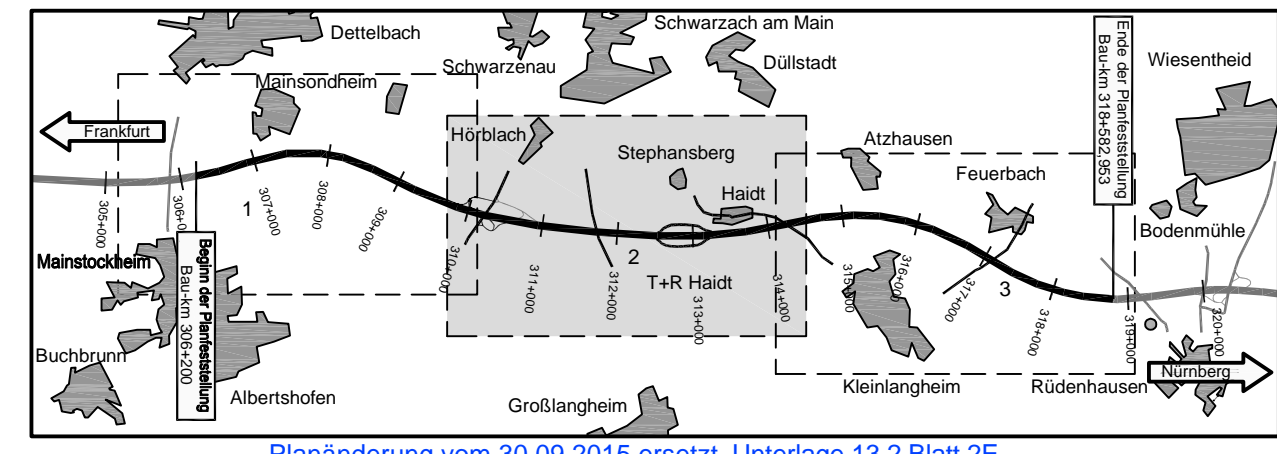 Dettelbach
Schwarzach am Main
Schwarzenau
Düllstadt
Mainsondheim
Wiesentheid
Frankfurt
Hörblach
Stephansberg
Atzhausen
Feuerbach
Haidt
Bodenmühle
Ende der Planfeststellung
Bau-km 318+582.953
305+000
306+0
307+000
308+000
309+000
310+000
311+000
312+000
313+000
314+000
315+000
316+000
317+000
318+000
319+000
320+000
1
2
3
T+R Haidt
Mainstockheim
Beginn der Planfeststellung
Bau-km 306+200
Buchbrunn
Albertshofen
Großlangheim
Kleinlangheim
Rüdenhausen
Nürnberg
Planänderung vom 30.09.2015 ersetzt Unterlage 13.2 Blatt 2E